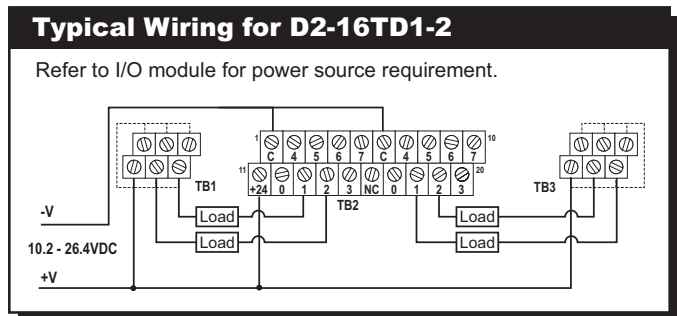 Typical Wiring for D2-16TD1-2
Refer to I/O module for power source requirement.
1 10
C 4 5 6 7 C 4 5 6 7
11 20
+24 0 1 2 3 NC 0 1 2 3
TB1 TB2 TB3
-V
Load Load
10.2 - 26.4VDC
Load Load
+V